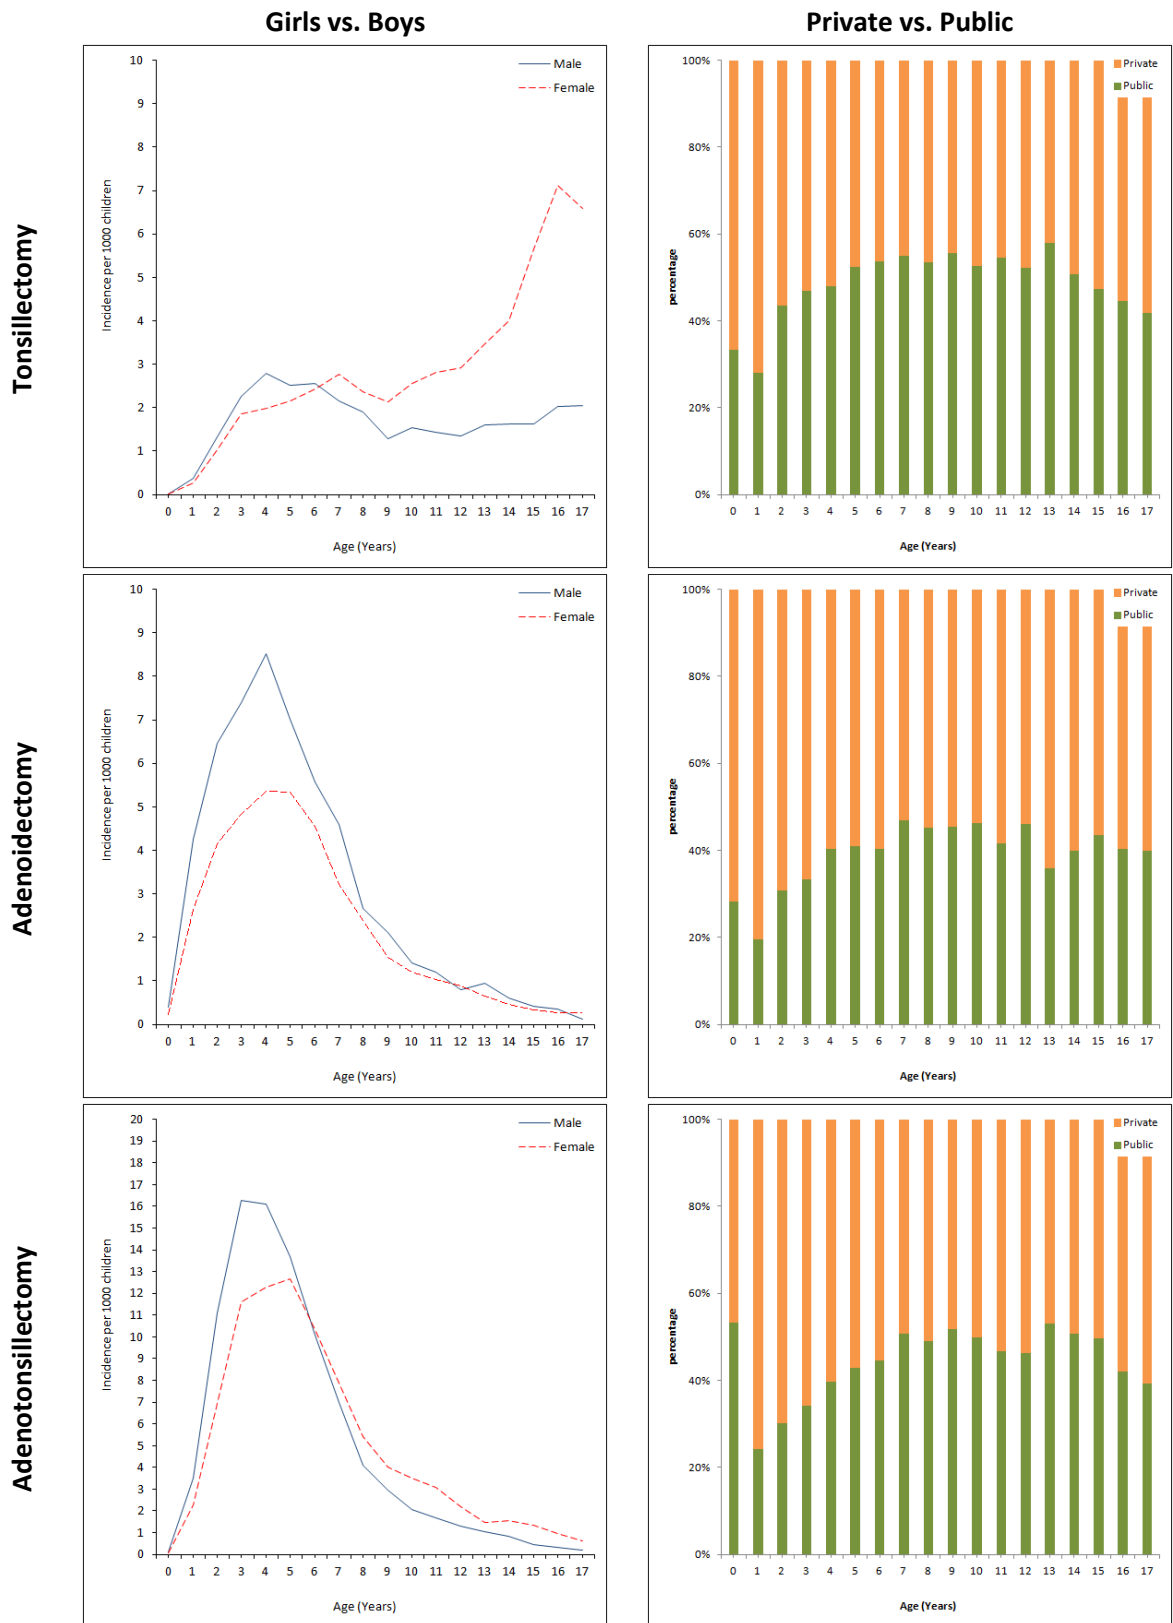 Girls vs. Boys
Private vs. Public
Tonsillectomy
Incidence per 1000 children
10
9
8
7
6
5
4
3
2
1
0
Male
Female
0 1 2 3 4 5 6 7 8 9 10 11 12 13 14 15 16 17
Age (Years)
percentage
100%
80%
60%
40%
20%
0%
Private
Public
0 1 2 3 4 5 6 7 8 9 10 11 12 13 14 15 16 17
Age (Years)
Adenoidectomy
Incidence per 1000 children
10
9
8
7
6
5
4
3
2
1
0
Male
Female
0 1 2 3 4 5 6 7 8 9 10 11 12 13 14 15 16 17
Age (Years)
percentage
100%
80%
60%
40%
20%
0%
Private
Public
0 1 2 3 4 5 6 7 8 9 10 11 12 13 14 15 16 17
Age (Years)
Adenotonsillectomy
Incidence per 1000 children
20
19
18
17
16
15
14
13
12
11
10
9
8
7
6
5
4
3
2
1
0
Male
Female
0 1 2 3 4 5 6 7 8 9 10 11 12 13 14 15 16 17
Age (Years)
percentage
100%
80%
60%
40%
20%
0%
Private
Public
0 1 2 3 4 5 6 7 8 9 10 11 12 13 14 15 16 17
Age (Years)